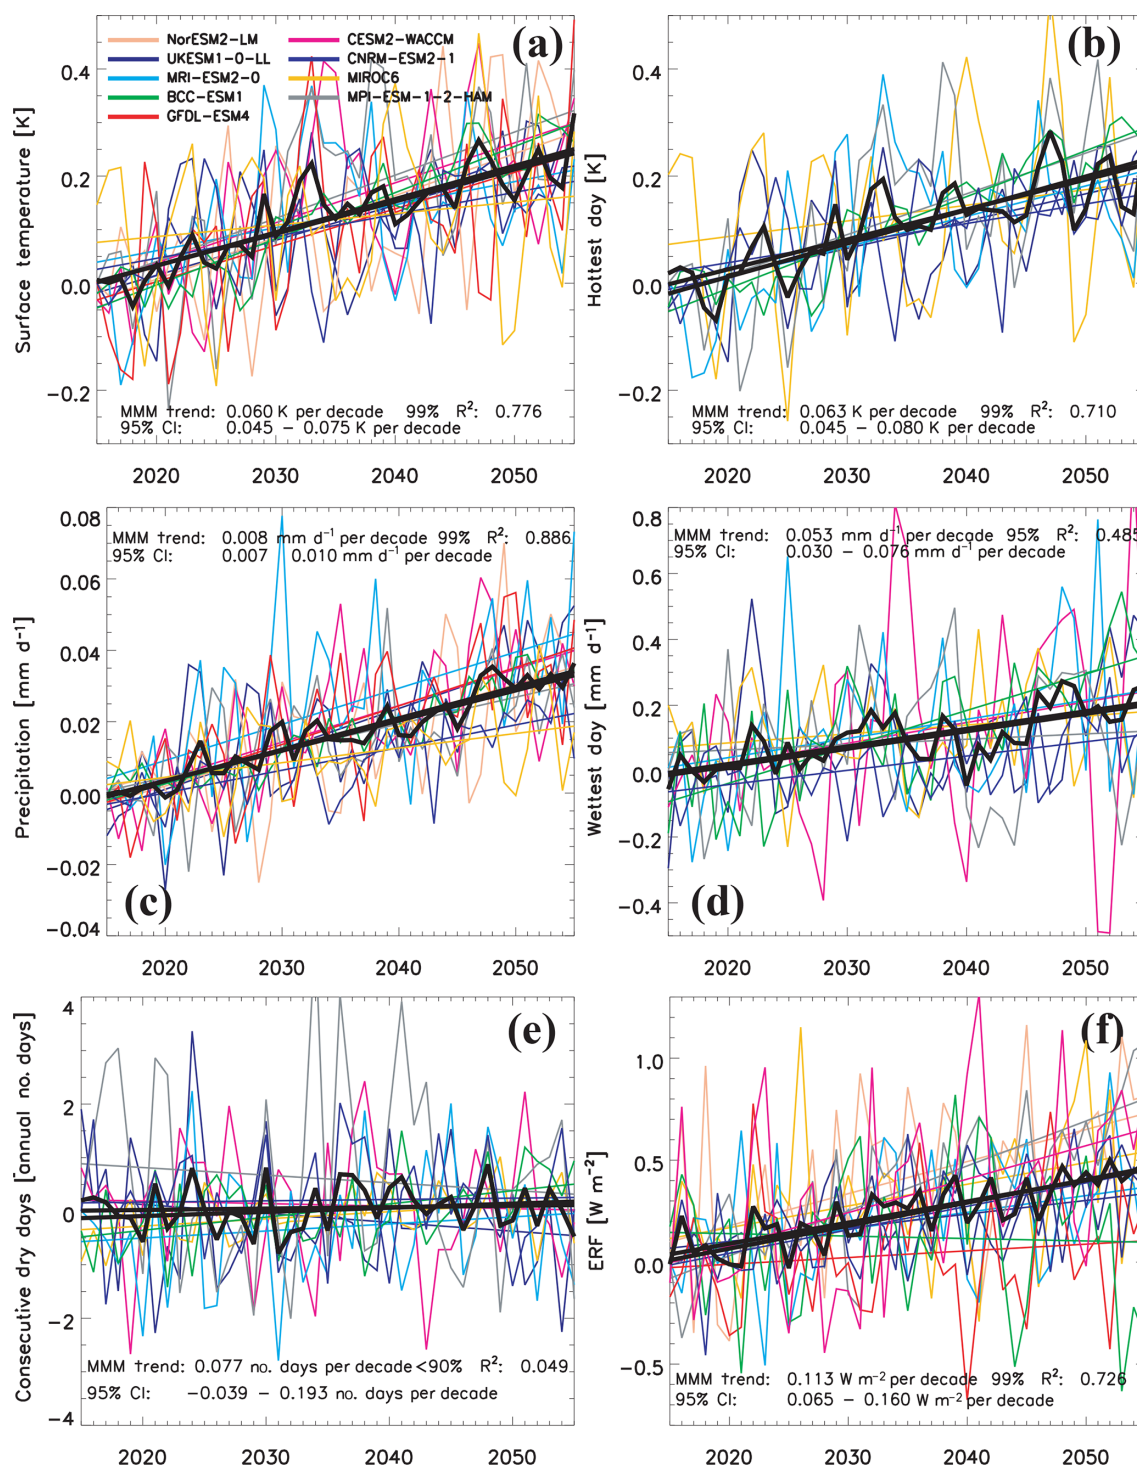 (a)
NorESM2-LM
UKESM1-0-LL
MRI-ESM2-0
BCC-ESM1
GFDL-ESM4
CESM2-WACCM
CNRM-ESM2-1
MIROC6
MPI-ESM-1-2-HAM
Surface temperature [K]
0.4
0.2
0.0
-0.2
MMM trend: 0.060 K per decade 99% R²: 0.776
95% CI: 0.045 - 0.075 K per decade
2020 2030 2040 2050
(b)
Hottest day [K]
0.4
0.2
0.0
-0.2
MMM trend: 0.063 K per decade 99% R²: 0.710
95% CI: 0.045 - 0.080 K per decade
2020 2030 2040 2050
(c)
Precipitation [mm d⁻¹]
0.08
0.06
0.04
0.02
0.00
-0.02
-0.04
MMM trend: 0.008 mm d⁻¹ per decade 99% R²: 0.886
95% CI: 0.007 - 0.010 mm d⁻¹ per decade
2020 2030 2040 2050
(d)
Wettest day [mm d⁻¹]
0.8
0.6
0.4
0.2
0.0
-0.2
-0.4
MMM trend: 0.053 mm d⁻¹ per decade 95% R²: 0.485
95% CI: 0.030 - 0.076 mm d⁻¹ per decade
2020 2030 2040 2050
(e)
Consecutive dry days [annual no. days]
4
2
0
-2
-4
MMM trend: 0.077 no. days per decade <90% R²: 0.049
95% CI: -0.039 - 0.193 no. days per decade
2020 2030 2040 2050
(f)
ERF [W m⁻²]
1.0
0.5
0.0
-0.5
MMM trend: 0.113 W m⁻² per decade 99% R²: 0.726
95% CI: 0.065 - 0.160 W m⁻² per decade
2020 2030 2040 2050